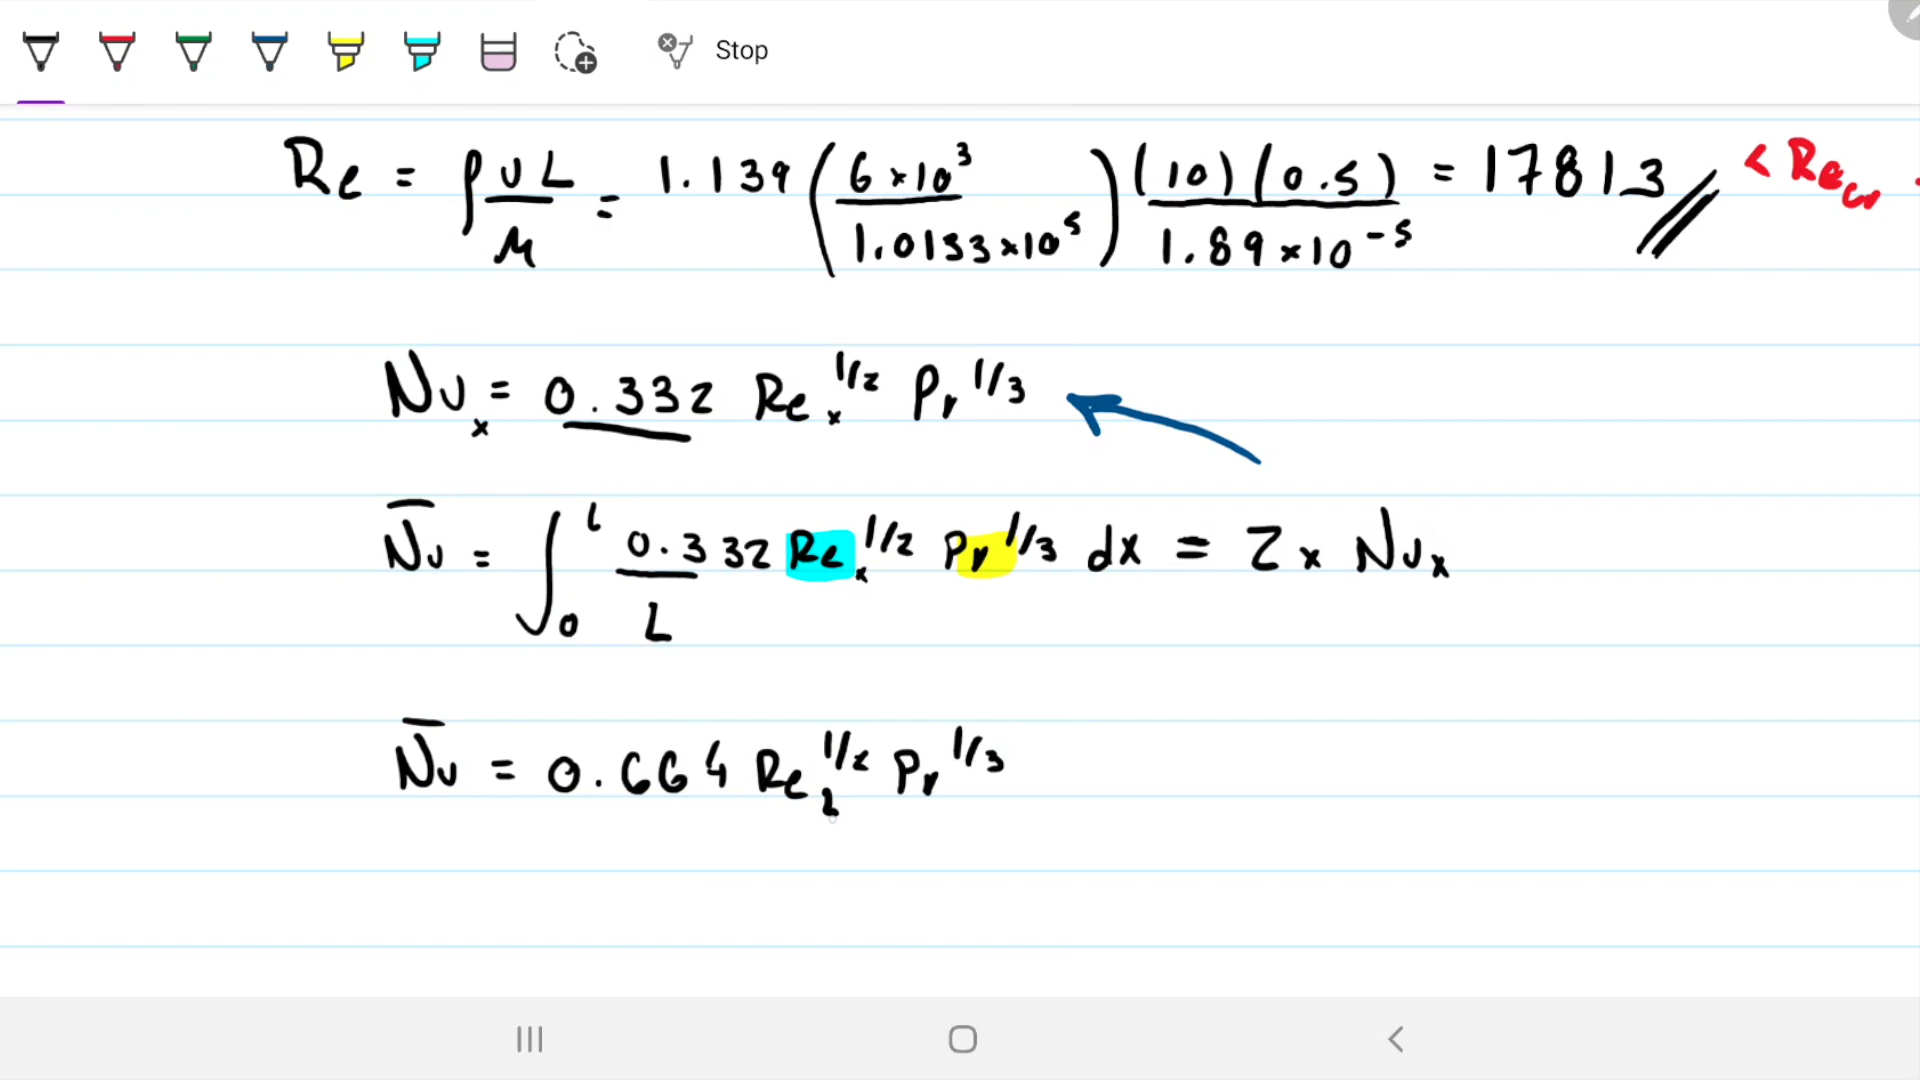 Stop
Re = ρUL/μ = 1.139 (6×10³/1.0133×10⁵) (10)(0.5)/1.89×10⁻⁵ = 17813 < Re_cr
Nu_x = 0.332 Re_x^1/2 Pr^1/3
N̅u̅ = ∫₀ᴸ 0.332/L Re_x^1/2 Pr^1/3 dx = 2 × Nu_x
N̅u̅ = 0.664 Re_L^1/2 Pr^1/3